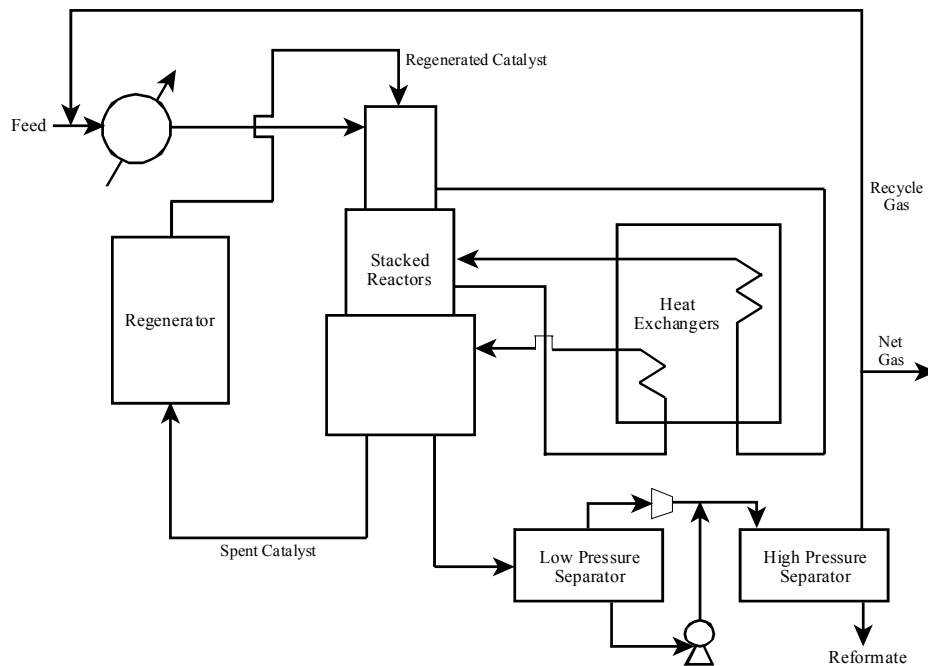 Regenerated Catalyst
Feed
Recycle
Gas
Stacked
Reactors
Regenerator
Heat
Exchangers
Net
Gas
Spent Catalyst
Low Pressure
Separator
High Pressure
Separator
Reformate